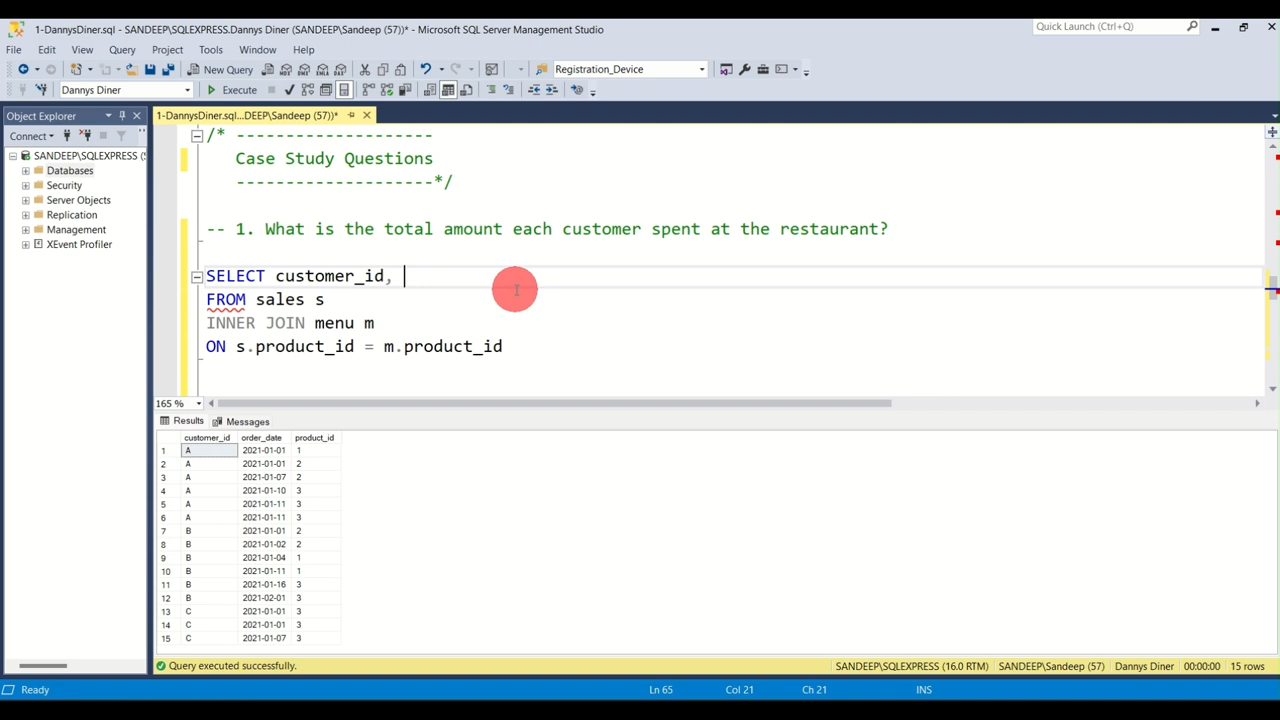 1-DannysDiner.sql - SANDEEP\SQLEXPRESS.Dannys Diner (SANDEEP\Sandeep (57))* - Microsoft SQL Server Management Studio
Quick Launch (Ctrl+Q)
File Edit View Query Project Tools Window Help
New Query
Registration_Device
Dannys Diner
Execute
Object Explorer
1-DannysDiner.sql...DEEP\Sandeep (57))*
Connect
SANDEEP\SQLEXPRESS (
Databases
Security
Server Objects
Replication
Management
XEvent Profiler
/* --------------------
Case Study Questions
--------------------*/
-- 1. What is the total amount each customer spent at the restaurant?
SELECT customer_id,
FROM sales s
INNER JOIN menu m
ON s.product_id = m.product_id
165 %
Results Messages
customer_id order_date product_id
1 A 2021-01-01 1
2 A 2021-01-01 2
3 A 2021-01-07 2
4 A 2021-01-10 3
5 A 2021-01-11 3
6 A 2021-01-11 3
7 B 2021-01-01 2
8 B 2021-01-02 2
9 B 2021-01-04 1
10 B 2021-01-11 1
11 B 2021-01-16 3
12 B 2021-02-01 3
13 C 2021-01-01 3
14 C 2021-01-01 3
15 C 2021-01-07 3
Query executed successfully.
SANDEEP\SQLEXPRESS (16.0 RTM) SANDEEP\Sandeep (57) Dannys Diner 00:00:00 15 rows
Ready Ln 65 Col 21 Ch 21 INS